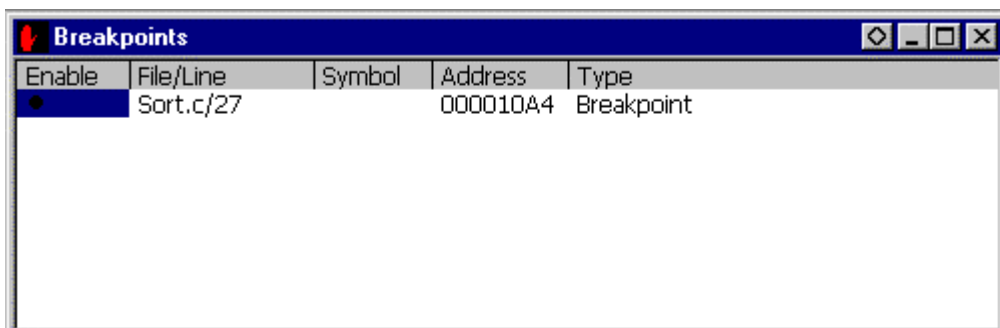 Breakpoints
Enable File/Line Symbol Address Type
Sort.c/27 000010A4 Breakpoint